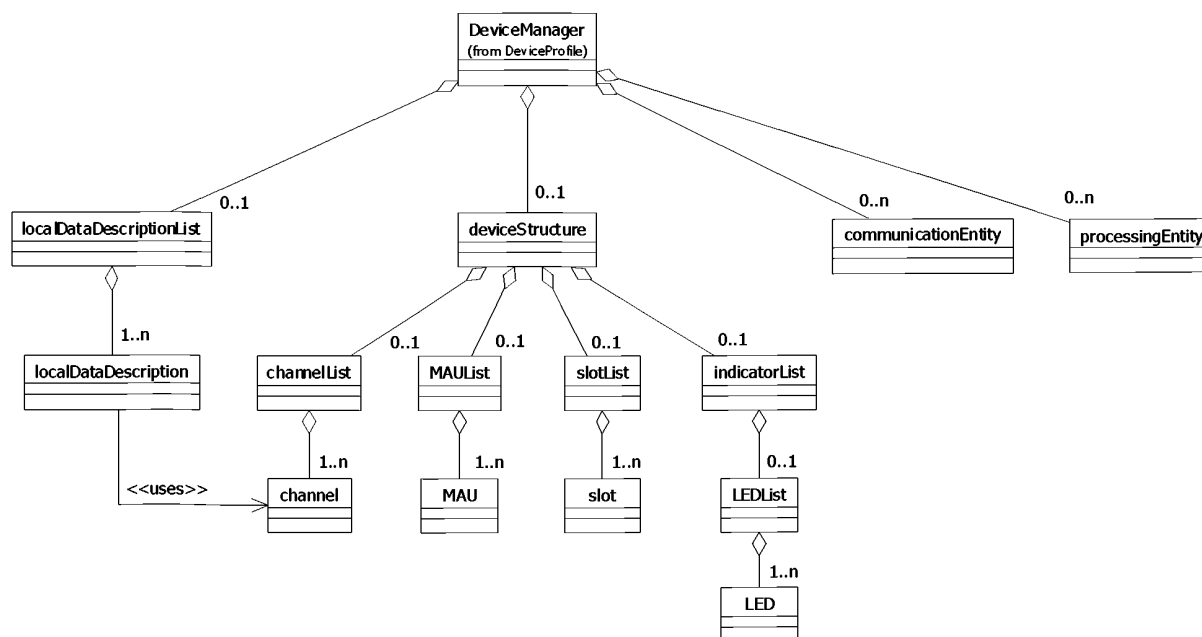 DeviceManager
(from DeviceProfile)
0..1
0..1
0..n
0..n
localDataDescriptionList
deviceStructure
communicationEntity
processingEntity
1..n
0..1
0..1
0..1
0..1
localDataDescription
channelList
MAUList
slotList
indicatorList
1..n
1..n
1..n
0..1
<<uses>>
channel
MAU
slot
LEDList
1..n
LED